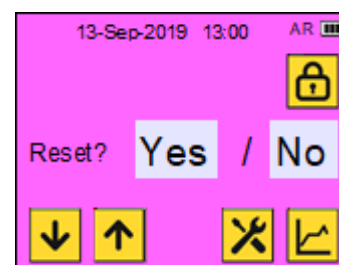 13-Sep-2019 13:00 AR
Reset? Yes / No